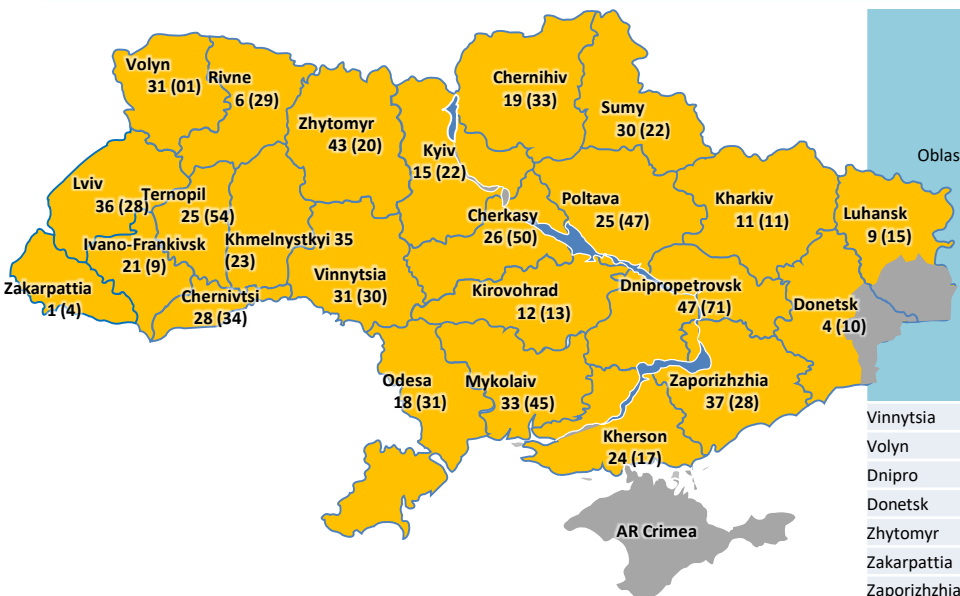 Volyn
31 (01)
Rivne
6 (29)
Zhytomyr
43 (20)
Kyiv
15 (22)
Chernihiv
19 (33)
Sumy
30 (22)
Lviv
36 (28)
Ternopil
25 (54)
Ivano-Frankivsk
21 (9)
Khmelnystkyi 35
(23)
Zakarpattia
1 (4)
Chernivtsi
28 (34)
Vinnytsia
31 (30)
Cherkasy
26 (50)
Poltava
25 (47)
Kharkiv
11 (11)
Luhansk
9 (15)
Kirovohrad
12 (13)
Dnipropetrovsk
47 (71)
Donetsk
4 (10)
Odesa
18 (31)
Mykolaiv
33 (45)
Zaporizhzhia
37 (28)
Kherson
24 (17)
AR Crimea
Oblas
Vinnytsia
Volyn
Dnipro
Donetsk
Zhytomyr
Zakarpattia
Zaporizhzhia